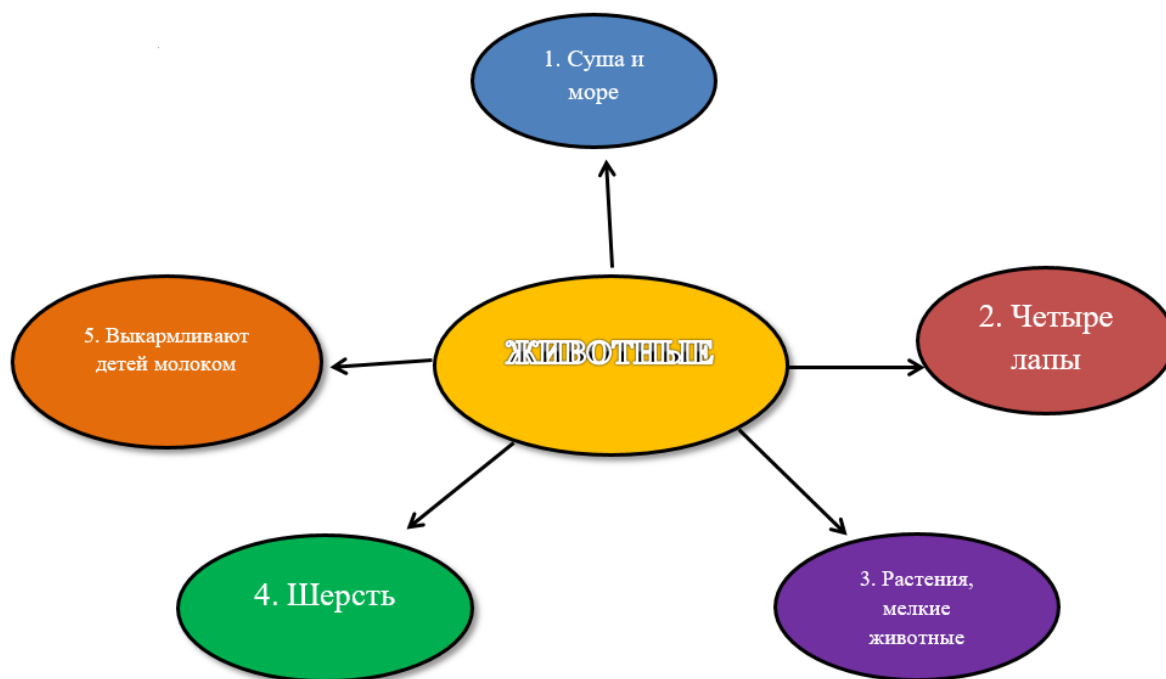 1. Суша и
море
ЖИВОТНЫЕ
2. Четыре
лапы
3. Растения,
мелкие
животные
4. Шерсть
5. Выкармливают
детей молоком